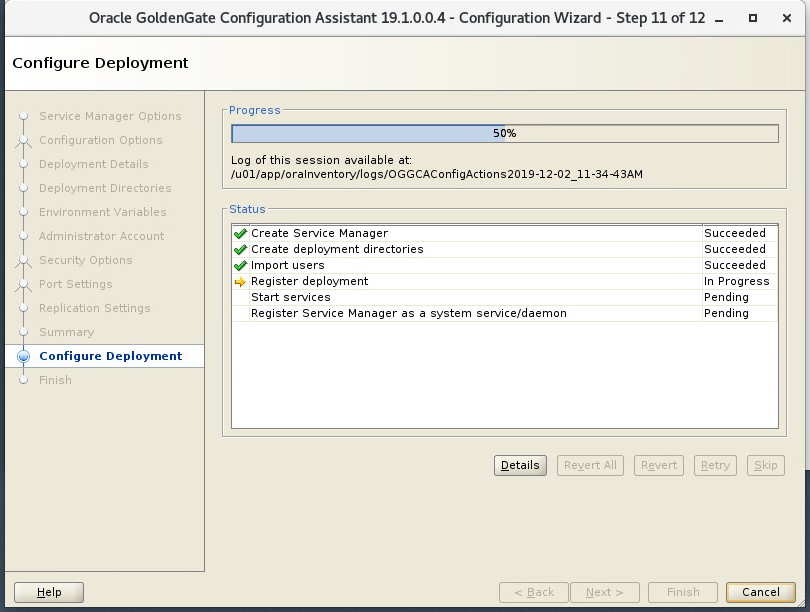 Oracle GoldenGate Configuration Assistant 19.1.0.0.4 - Configuration Wizard - Step 11 of 12
Configure Deployment
Service Manager Options
Configuration Options
Deployment Details
Deployment Directories
Environment Variables
Administrator Account
Security Options
Port Settings
Replication Settings
Summary
Configure Deployment
Finish
Progress
50%
Log of this session available at:
/u01/app/oraInventory/logs/OGGCAConfigActions2019-12-02_11-34-43AM
Status
Create Service Manager Succeeded
Create deployment directories Succeeded
Import users Succeeded
Register deployment In Progress
Start services Pending
Register Service Manager as a system service/daemon Pending
Details Revert All Revert Retry Skip
Help < Back Next > Finish Cancel